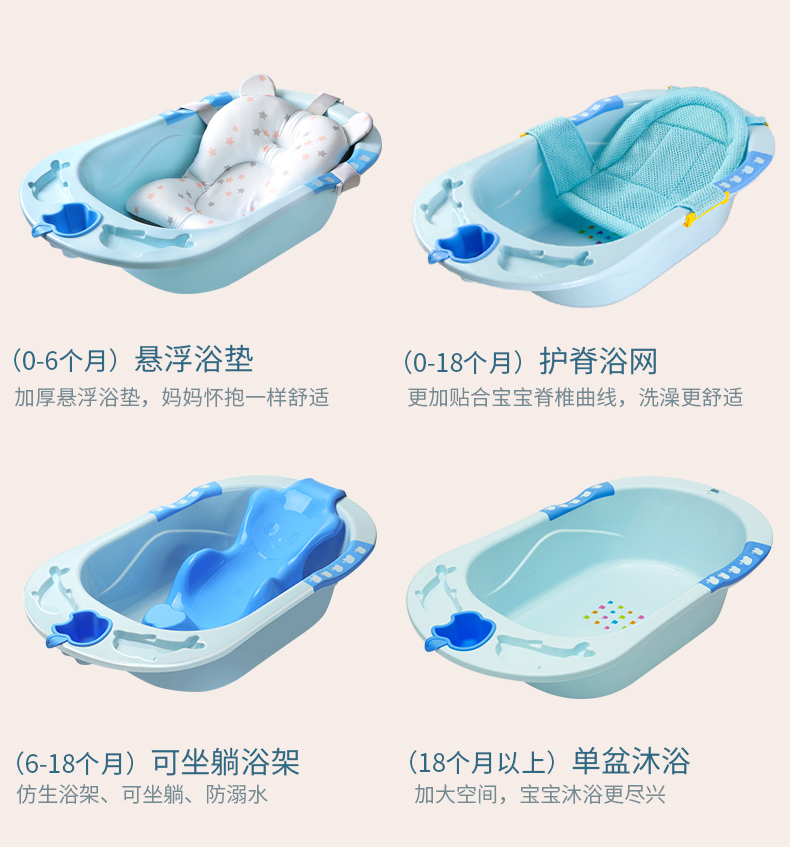 （0-6个月）悬浮浴垫
加厚悬浮浴垫，妈妈怀抱一样舒适
（0-18个月）护脊浴网
更加贴合宝宝脊椎曲线，洗澡更舒适
（6-18个月）可坐躺浴架
仿生浴架、可坐躺、防溺水
（18个月以上）单盆沐浴
加大空间，宝宝沐浴更尽兴